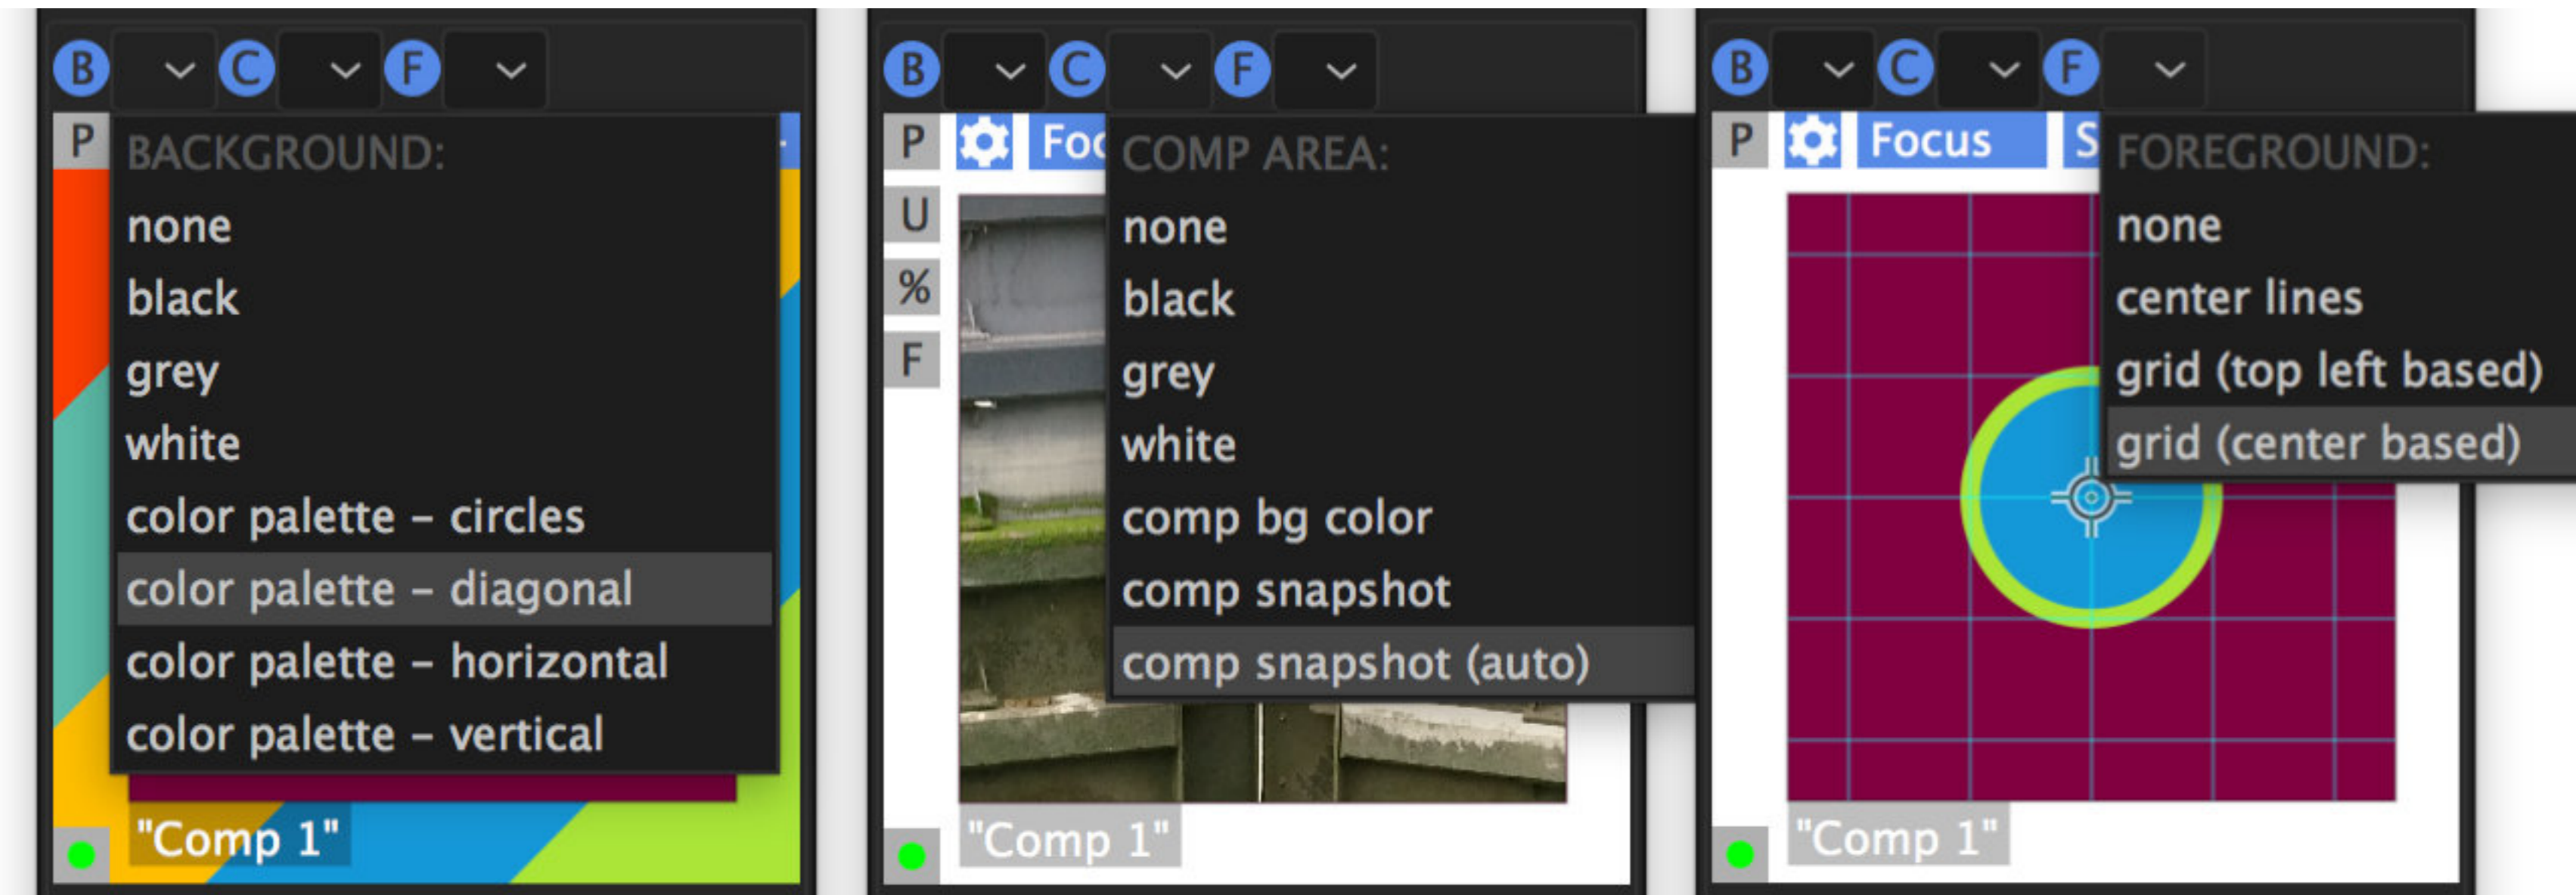 B C F
P
BACKGROUND:
none
black
grey
white
color palette – circles
color palette – diagonal
color palette – horizontal
color palette – vertical
"Comp 1"
B C F
P Foc
U
%
F
COMP AREA:
none
black
grey
white
comp bg color
comp snapshot
comp snapshot (auto)
"Comp 1"
B C F
P Focus S
FOREGROUND:
none
center lines
grid (top left based)
grid (center based)
"Comp 1"